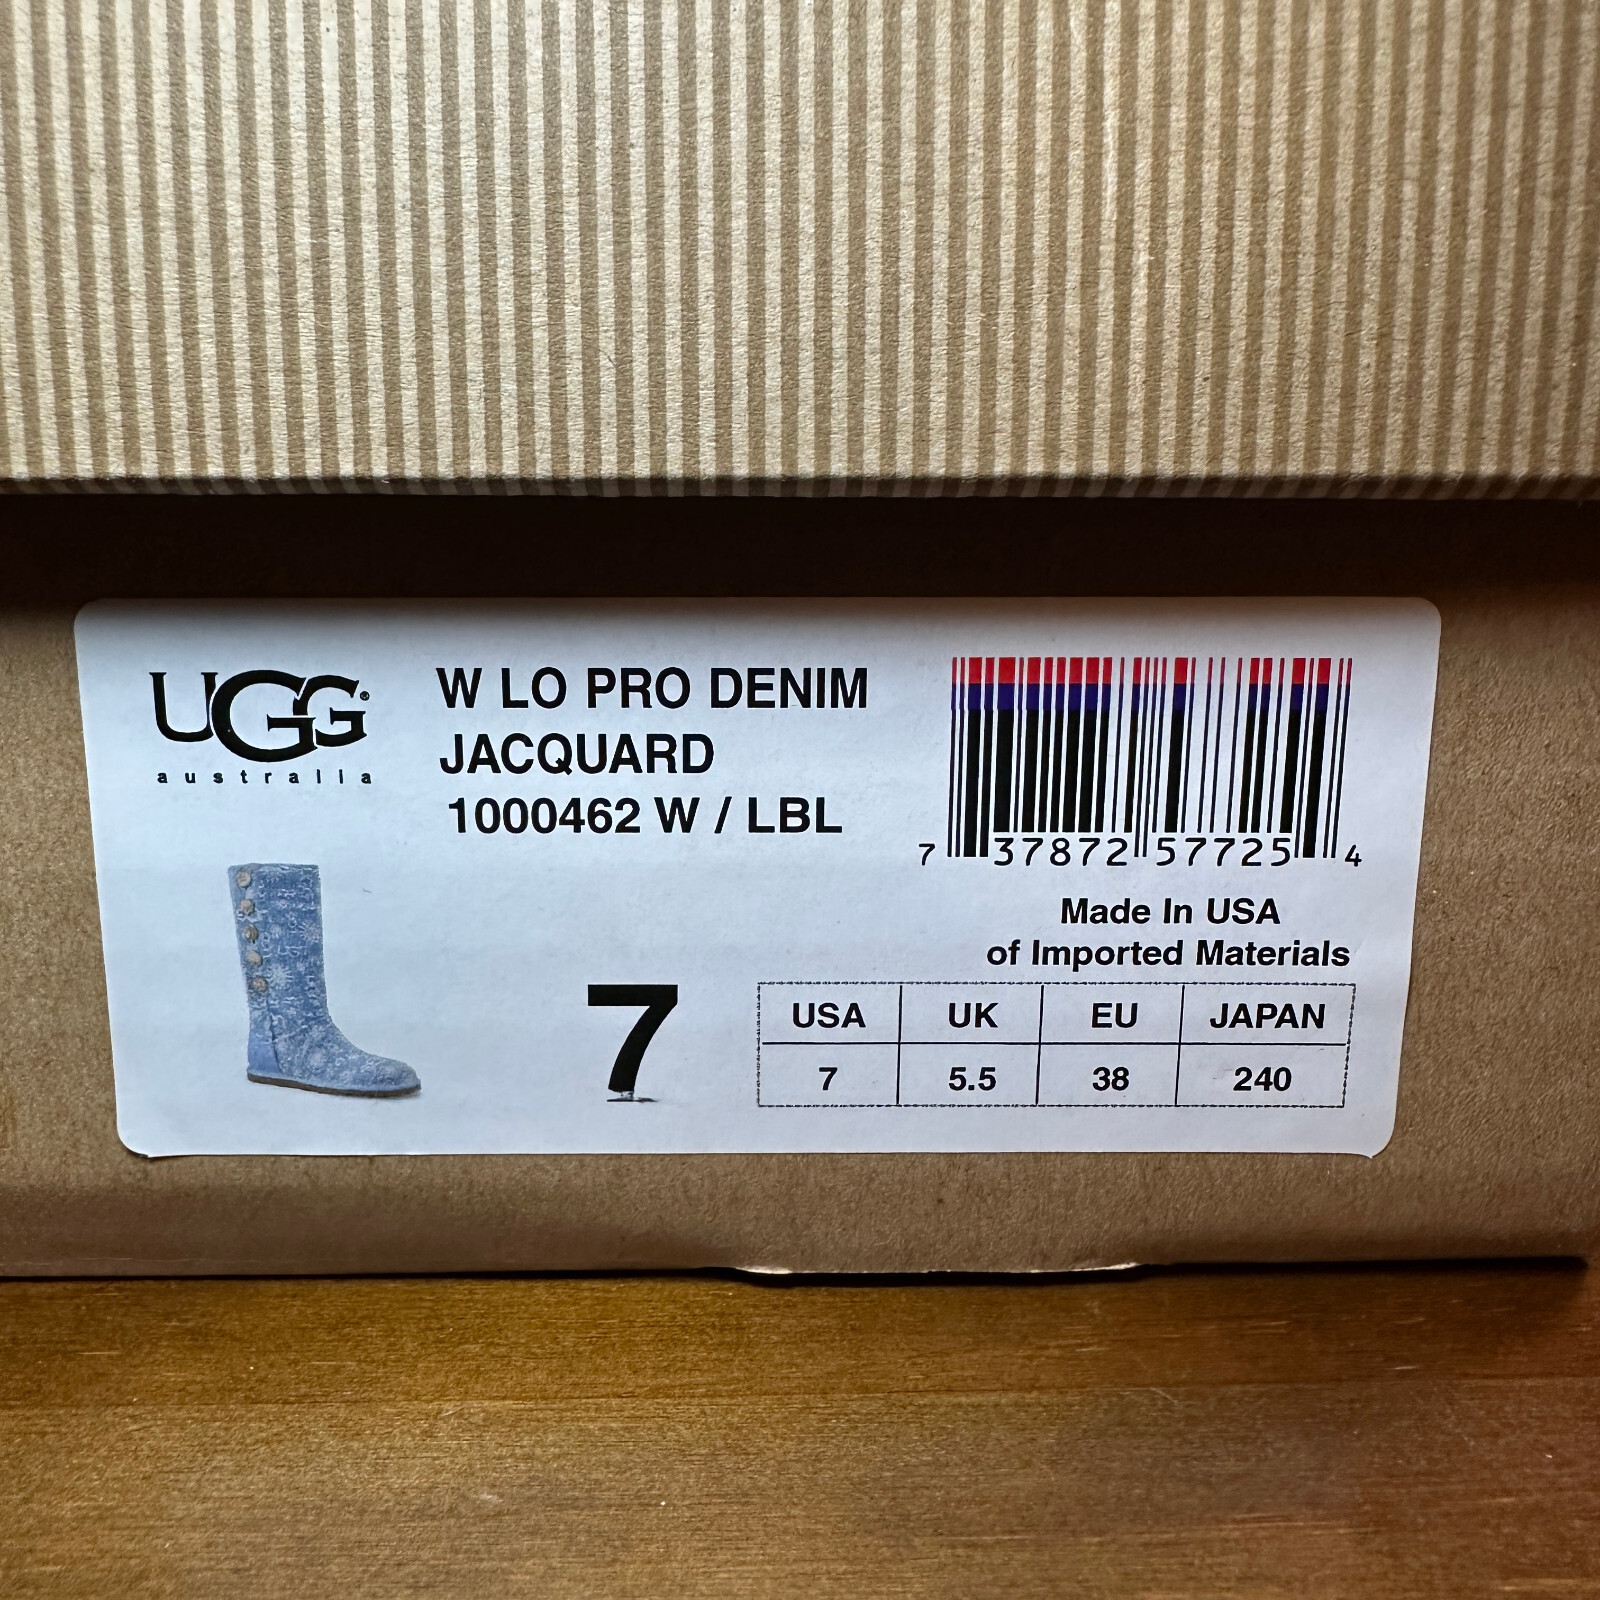 UGG®
australia
W LO PRO DENIM
JACQUARD
1000462 W / LBL
7 37872 57725 4
Made In USA
of Imported Materials
7
USA UK EU JAPAN
7 5.5 38 240